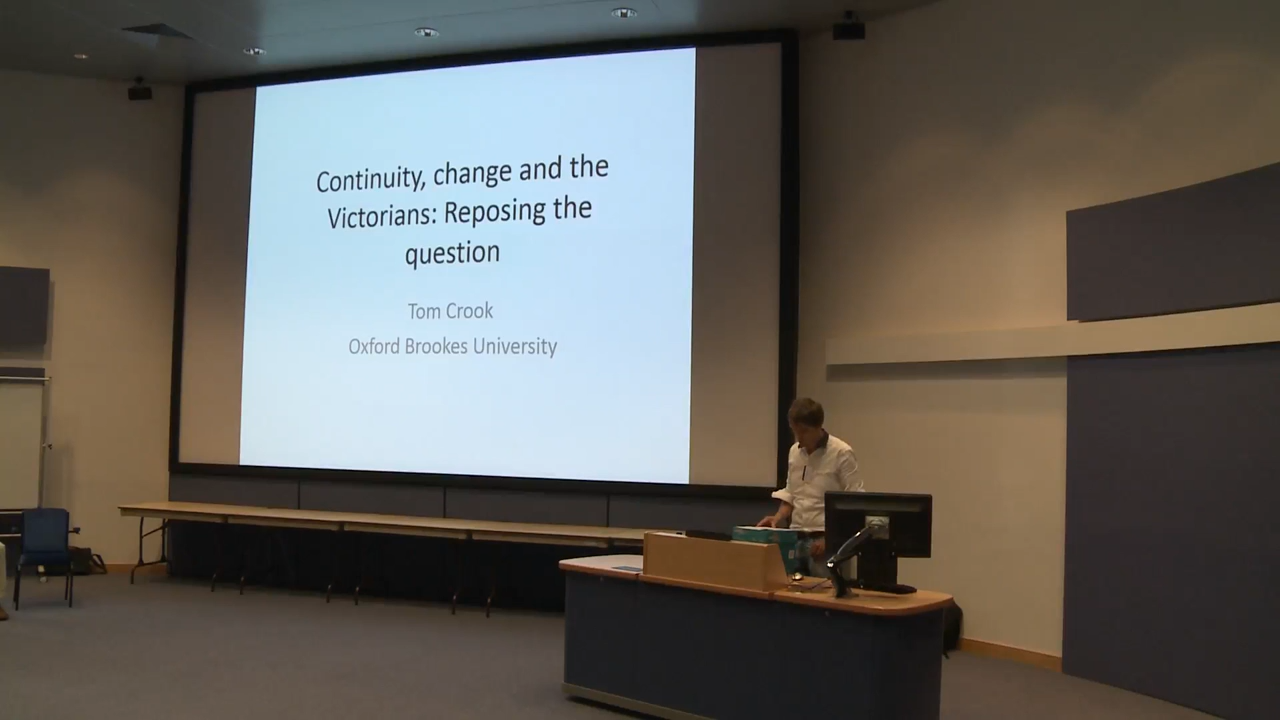 Continuity, change and the
Victorians: Reposing the
question
Tom Crook
Oxford Brookes University